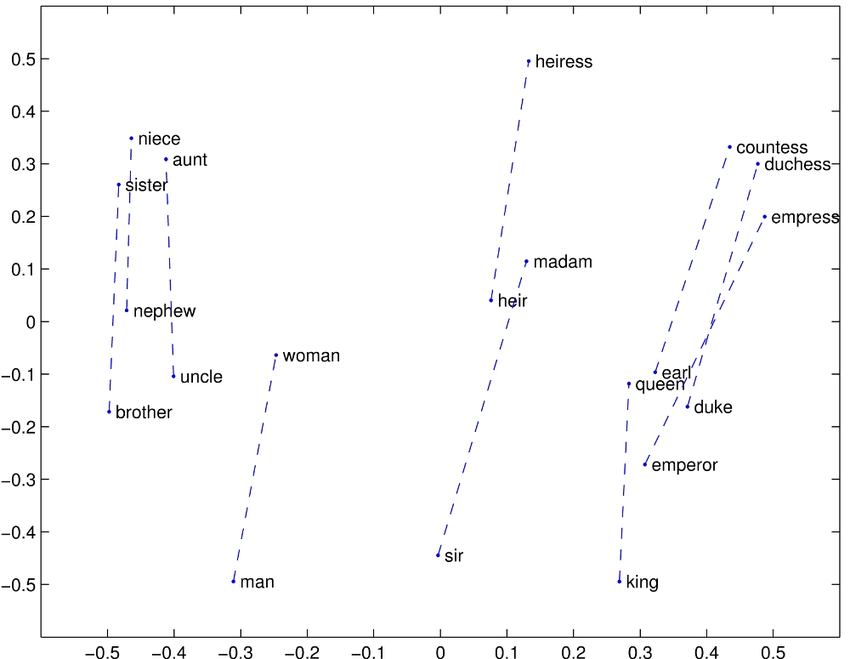 0.5
0.4
0.3
0.2
0.1
0
−0.1
−0.2
−0.3
−0.4
−0.5
heiress
niece
aunt
sister
countess
duchess
empress
madam
heir
nephew
woman
uncle
earl
queen
brother
duke
emperor
sir
man
king
−0.5 −0.4 −0.3 −0.2 −0.1 0 0.1 0.2 0.3 0.4 0.5